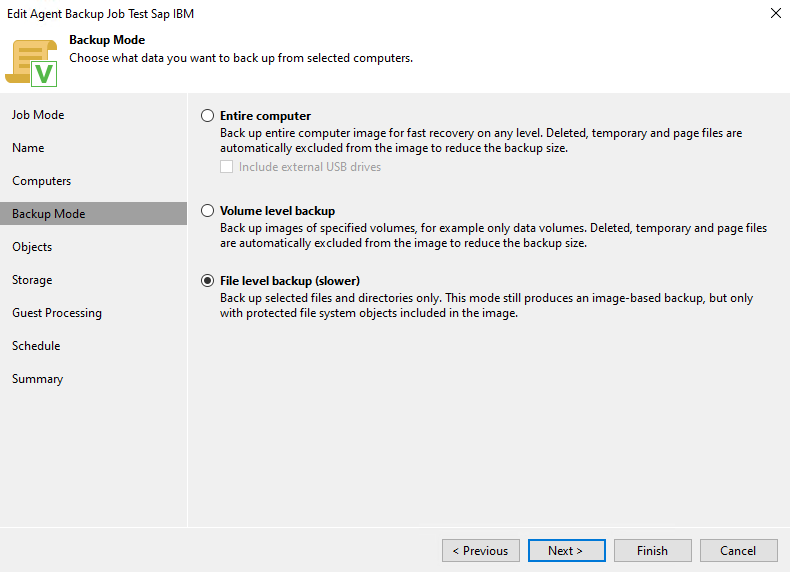 Edit Agent Backup Job Test Sap IBM
Backup Mode
Choose what data you want to back up from selected computers.
V
Job Mode
Name
Computers
Backup Mode
Objects
Storage
Guest Processing
Schedule
Summary
Entire computer
Back up entire computer image for fast recovery on any level. Deleted, temporary and page files are
automatically excluded from the image to reduce the backup size.
Include external USB drives
Volume level backup
Back up images of specified volumes, for example only data volumes. Deleted, temporary and page files
are automatically excluded from the image to reduce the backup size.
File level backup (slower)
Back up selected files and directories only. This mode still produces an image-based backup, but only
with protected file system objects included in the image.
< Previous
Next >
Finish
Cancel